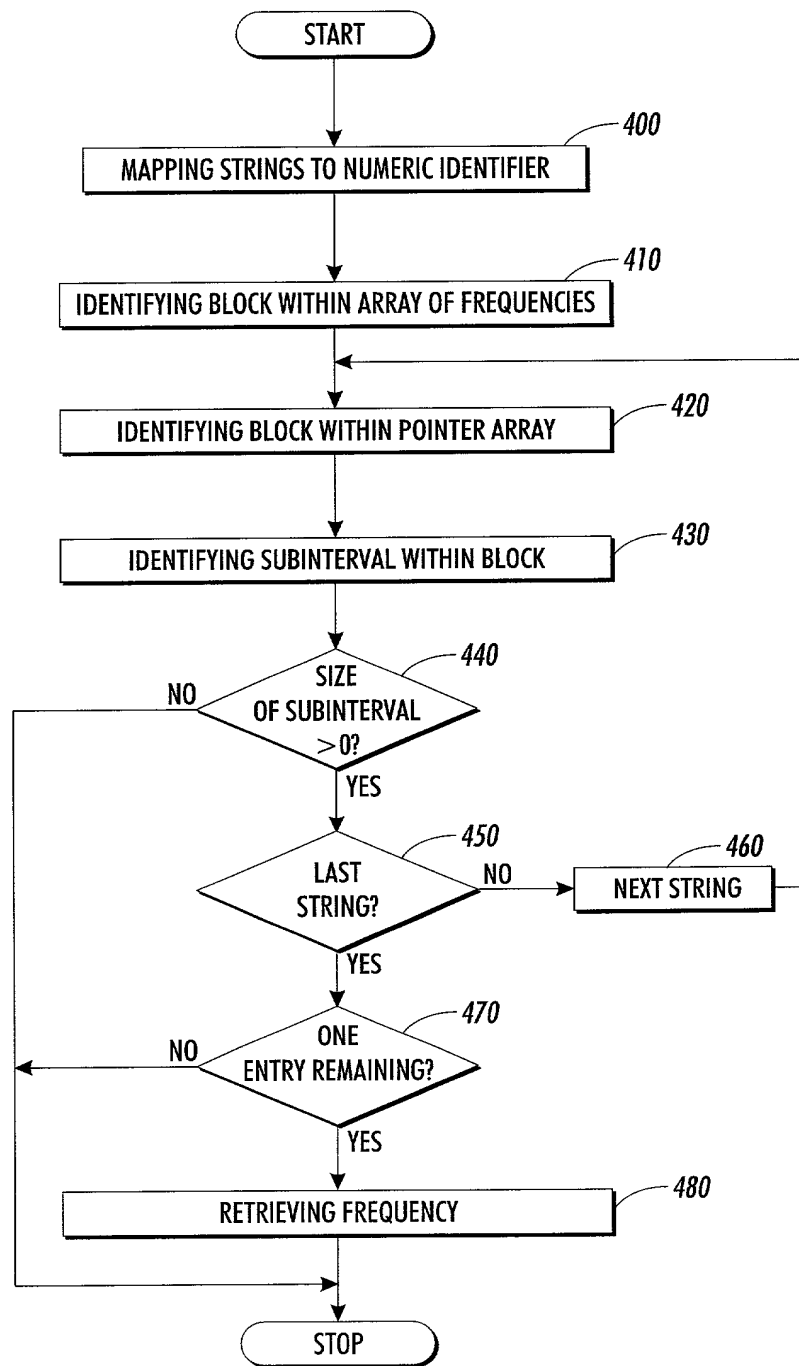 START
400
MAPPING STRINGS TO NUMERIC IDENTIFIER
410
IDENTIFYING BLOCK WITHIN ARRAY OF FREQUENCIES
420
IDENTIFYING BLOCK WITHIN POINTER ARRAY
430
IDENTIFYING SUBINTERVAL WITHIN BLOCK
440
SIZE
OF SUBINTERVAL
>0?
NO
YES
450
LAST
STRING?
NO
460
NEXT STRING
YES
470
ONE
ENTRY REMAINING?
NO
YES
480
RETRIEVING FREQUENCY
STOP